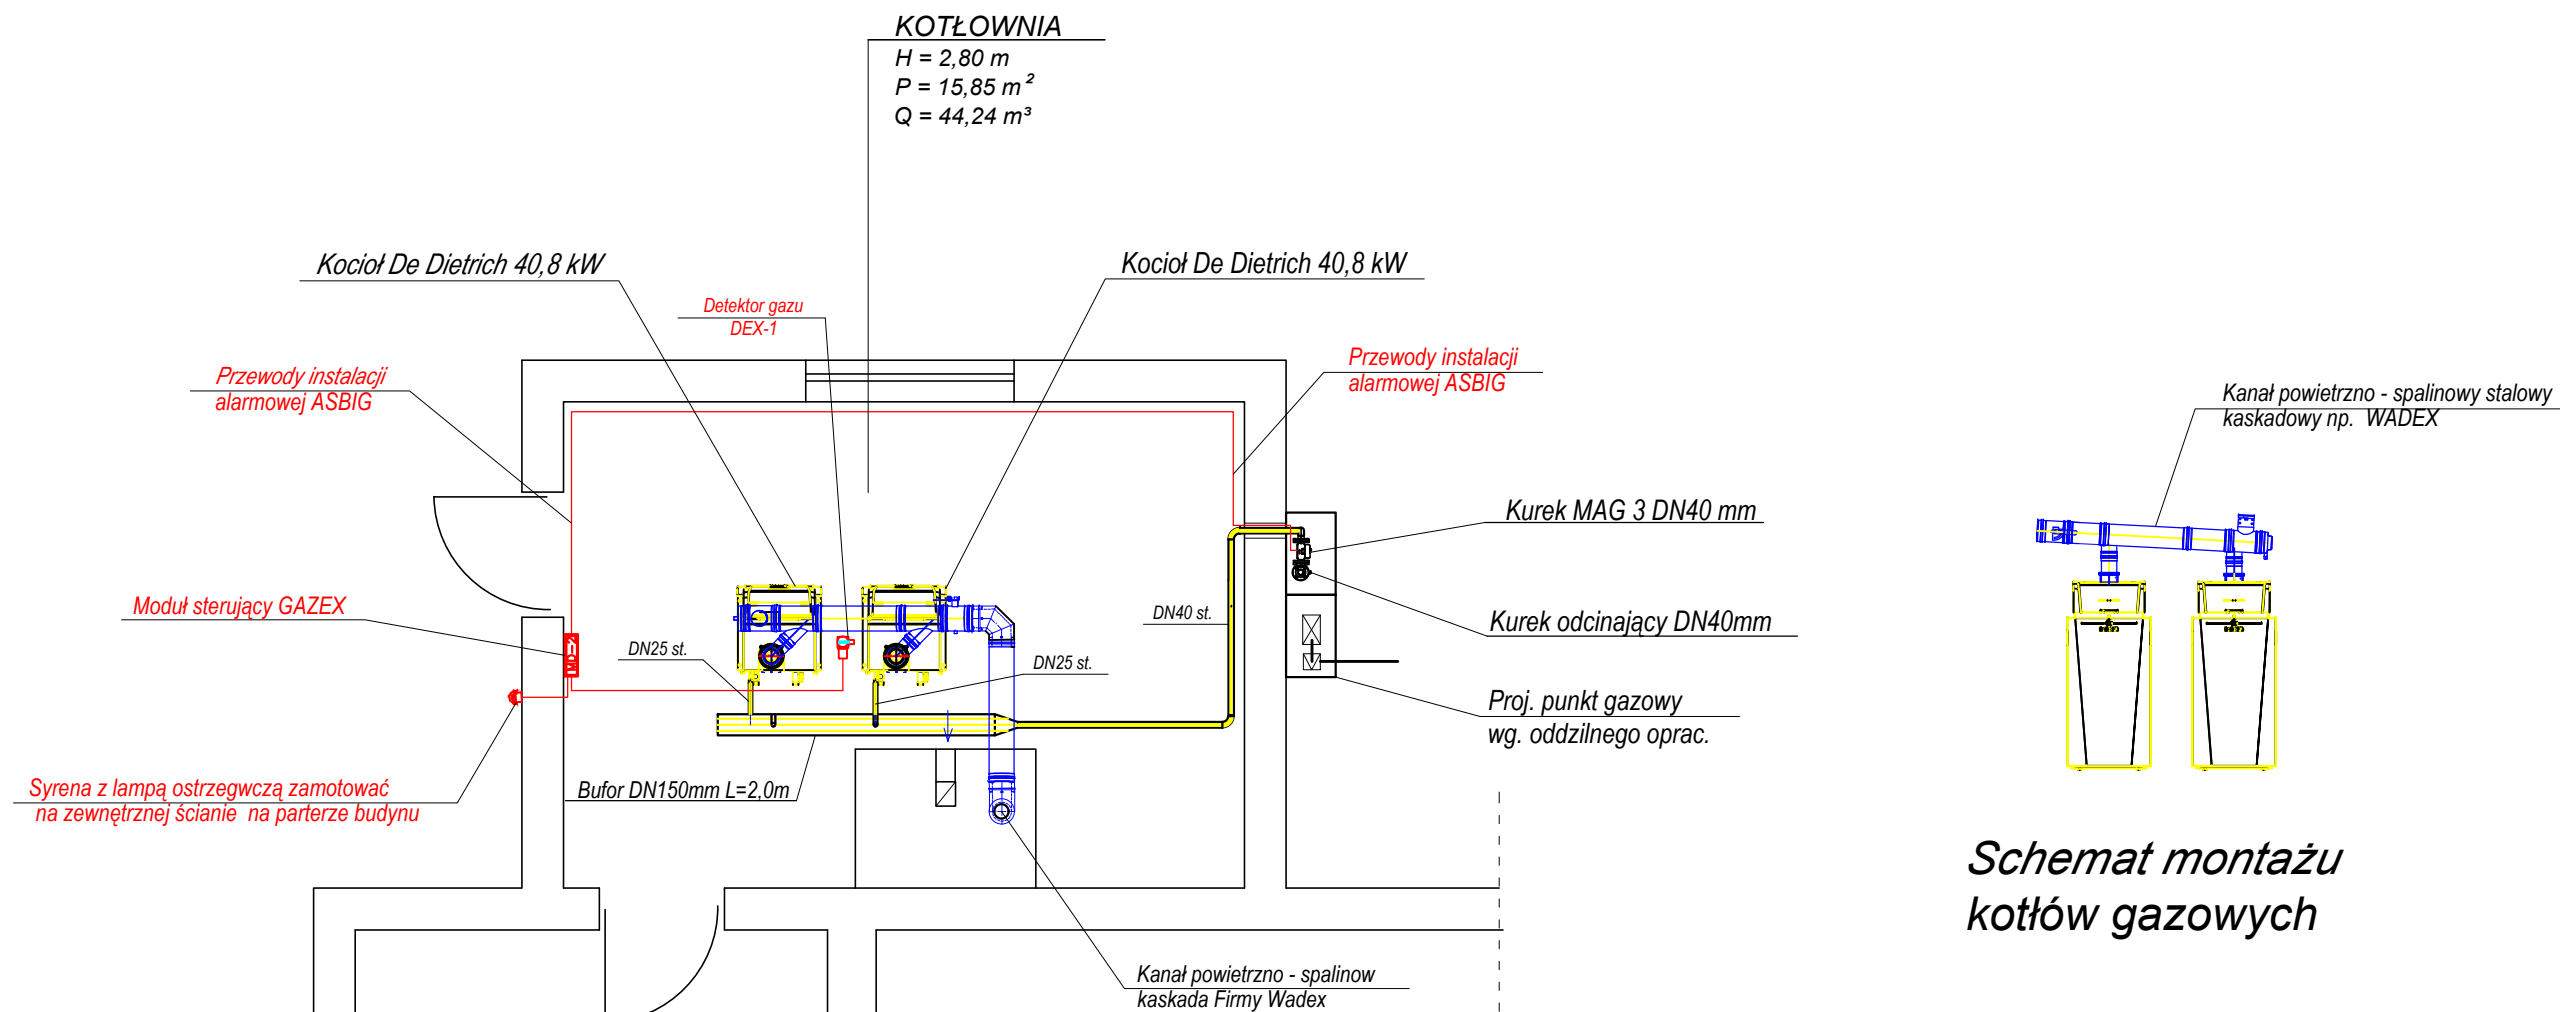 KOTŁOWNIA
H = 2,80 m
P = 15,85 m²
Q = 44,24 m³
Kocioł De Dietrich 40,8 kW
Kocioł De Dietrich 40,8 kW
Detektor gazu
DEX-1
Przewody instalacji
alarmowej ASBIG
Przewody instalacji
alarmowej ASBIG
Kanał powietrzno - spalinowy stalowy
kaskadowy np. WADEX
Kurek MAG 3 DN40 mm
Moduł sterujący GAZEX
MD-2
DN25 st.
DN25 st.
DN40 st.
Kurek odcinający DN40mm
Proj. punkt gazowy
wg. oddzilnego oprac.
Syrena z lampą ostrzegwczą zamotować
na zewnętrznej ścianie na parterze budynu
Bufor DN150mm L=2,0m
Schemat montażu
kotłów gazowych
Kanał powietrzno - spalinow
kaskada Firmy Wadex